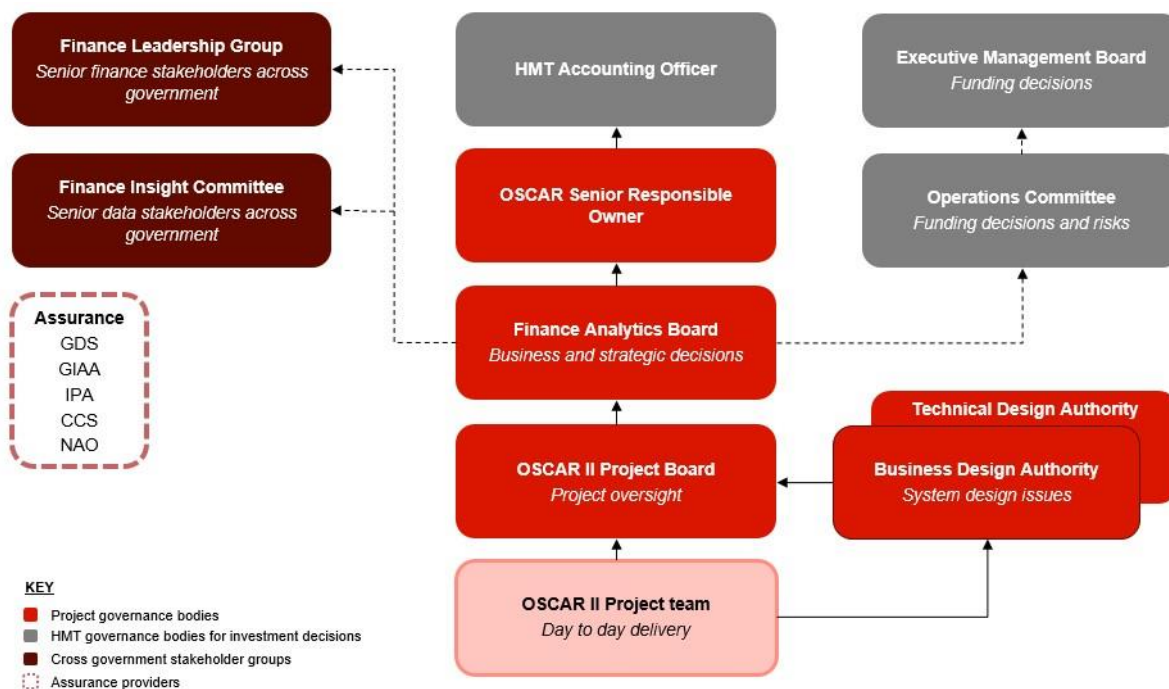 Finance Leadership Group
Senior finance stakeholders across
government
HMT Accounting Officer
Executive Management Board
Funding decisions
Finance Insight Committee
Senior data stakeholders across
government
OSCAR Senior Responsible
Owner
Operations Committee
Funding decisions and risks
Assurance
GDS
GIAA
IPA
CCS
NAO
Finance Analytics Board
Business and strategic decisions
Technical Design Authority
OSCAR II Project Board
Project oversight
Business Design Authority
System design issues
OSCAR II Project team
Day to day delivery
KEY
Project governance bodies
HMT governance bodies for investment decisions
Cross government stakeholder groups
Assurance providers